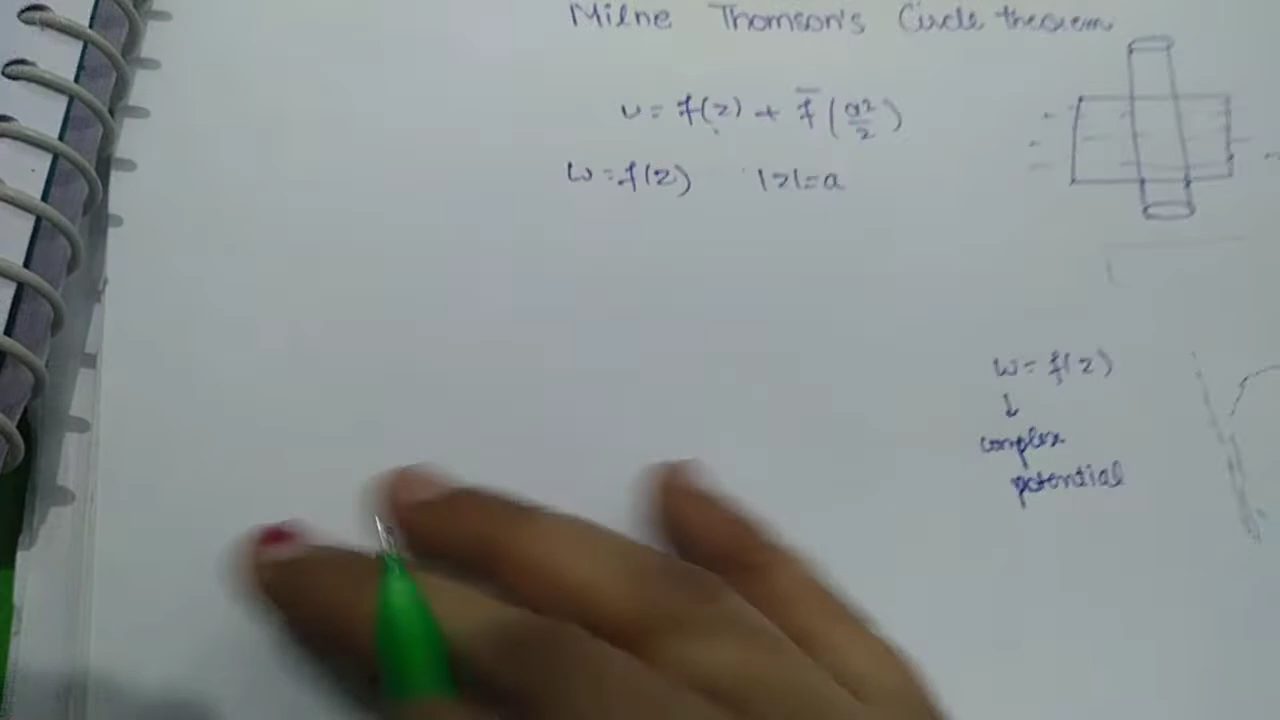 Milne Thomson's Circle theorem
w = f(z) + f̅(a²/z)
w = f(z) |z|=a
w = f(z)
↓
complex
potential